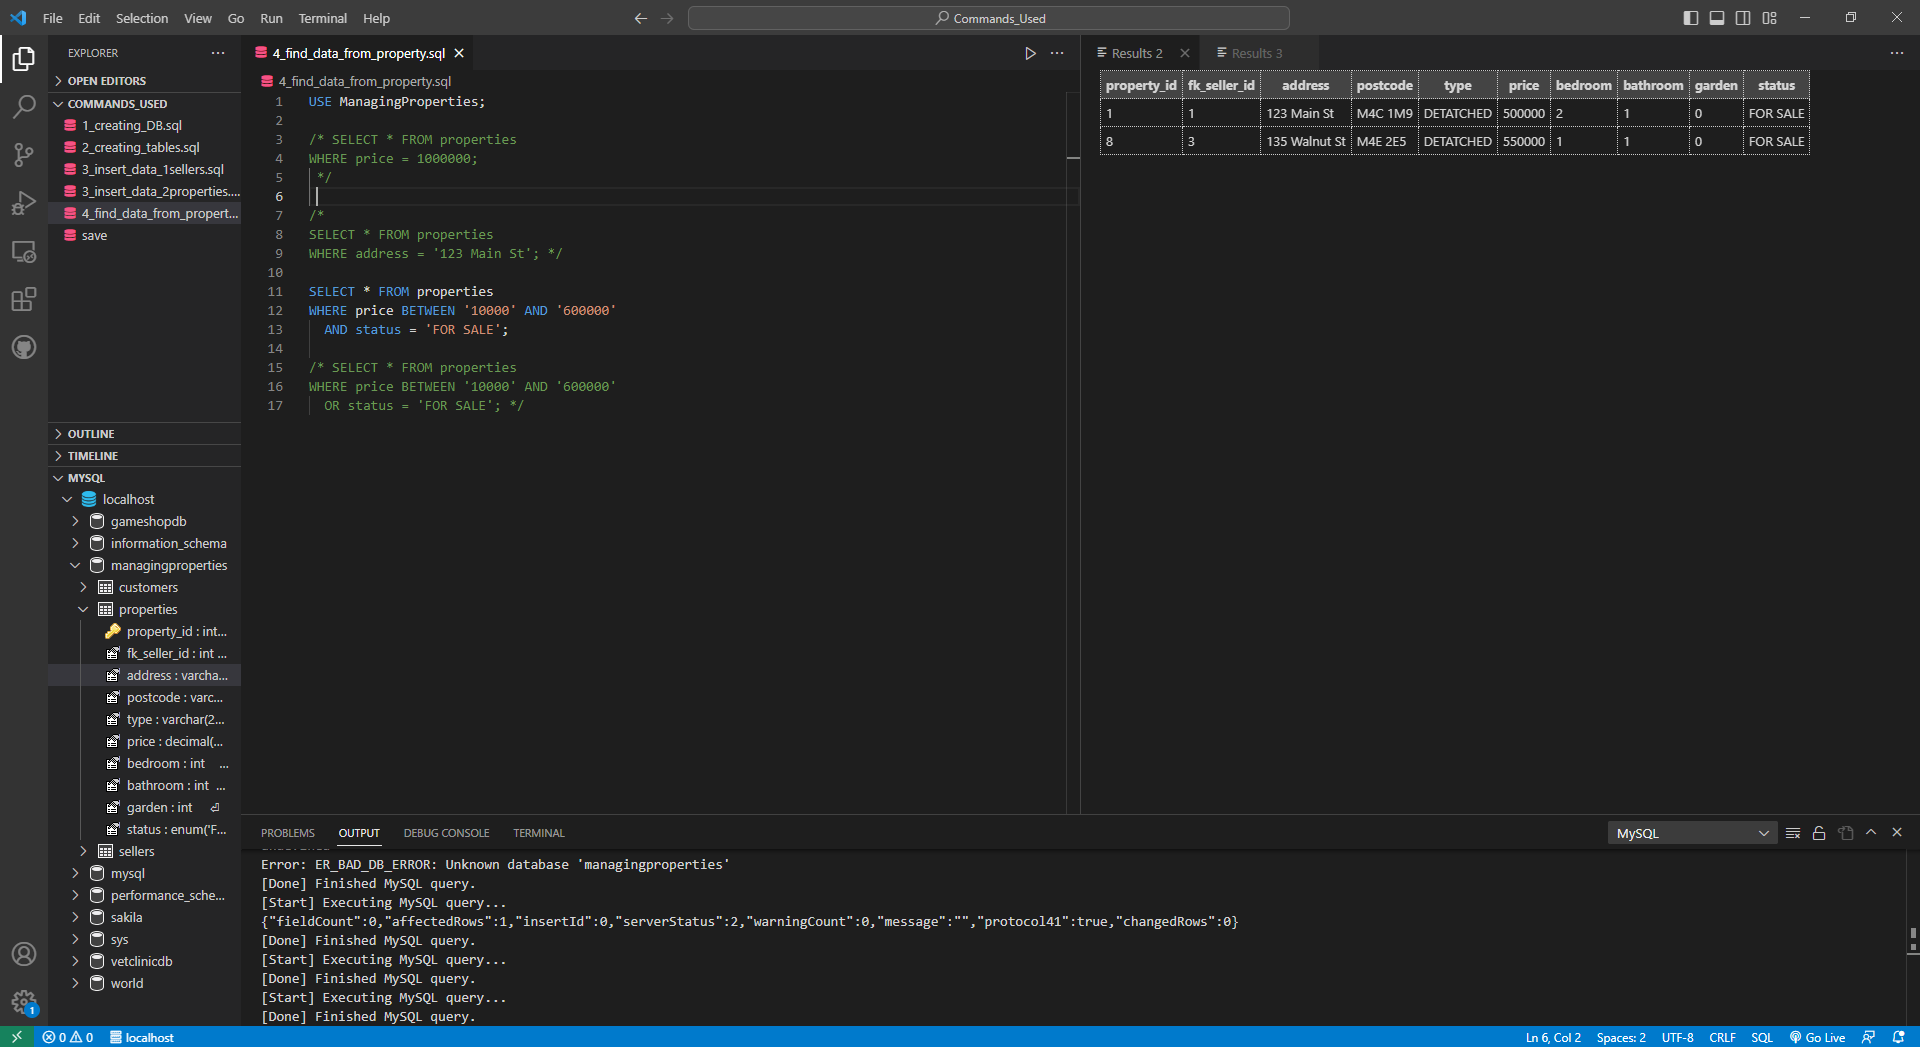 File Edit Selection View Go Run Terminal Help
Commands_Used
EXPLORER
OPEN EDITORS
COMMANDS_USED
1_creating_DB.sql
2_creating_tables.sql
3_insert_data_1sellers.sql
3_insert_data_2properties....
4_find_data_from_propert...
save
OUTLINE
TIMELINE
MYSQL
localhost
gameshopdb
information_schema
managingproperties
customers
properties
property_id : int...
fk_seller_id : int ...
address : varcha...
postcode : varc...
type : varchar(2...
price : decimal(...
bedroom : int ...
bathroom : int ...
garden : int
status : enum('F...
sellers
mysql
performance_sche...
sakila
sys
vetclinicdb
world
1
4_find_data_from_property.sql
4_find_data_from_property.sql
1 USE ManagingProperties;
2
3 /* SELECT * FROM properties
4 WHERE price = 1000000;
5 */
6
7 /*
8 SELECT * FROM properties
9 WHERE address = '123 Main St'; */
10
11 SELECT * FROM properties
12 WHERE price BETWEEN '10000' AND '600000'
13 AND status = 'FOR SALE';
14
15 /* SELECT * FROM properties
16 WHERE price BETWEEN '10000' AND '600000'
17 OR status = 'FOR SALE'; */
Results 2 Results 3
property_id fk_seller_id address postcode type price bedroom bathroom garden status
1 1 123 Main St M4C 1M9 DETATCHED 500000 2 1 0 FOR SALE
8 3 135 Walnut St M4E 2E5 DETATCHED 550000 1 1 0 FOR SALE
PROBLEMS OUTPUT DEBUG CONSOLE TERMINAL
MySQL
Error: ER_BAD_DB_ERROR: Unknown database 'managingproperties'
[Done] Finished MySQL query.
[Start] Executing MySQL query...
{"fieldCount":0,"affectedRows":1,"insertId":0,"serverStatus":2,"warningCount":0,"message":"","protocol41":true,"changedRows":0}
[Done] Finished MySQL query.
[Start] Executing MySQL query...
[Done] Finished MySQL query.
[Start] Executing MySQL query...
[Done] Finished MySQL query.
0 0 localhost
Ln 6, Col 2 Spaces: 2 UTF-8 CRLF SQL Go Live